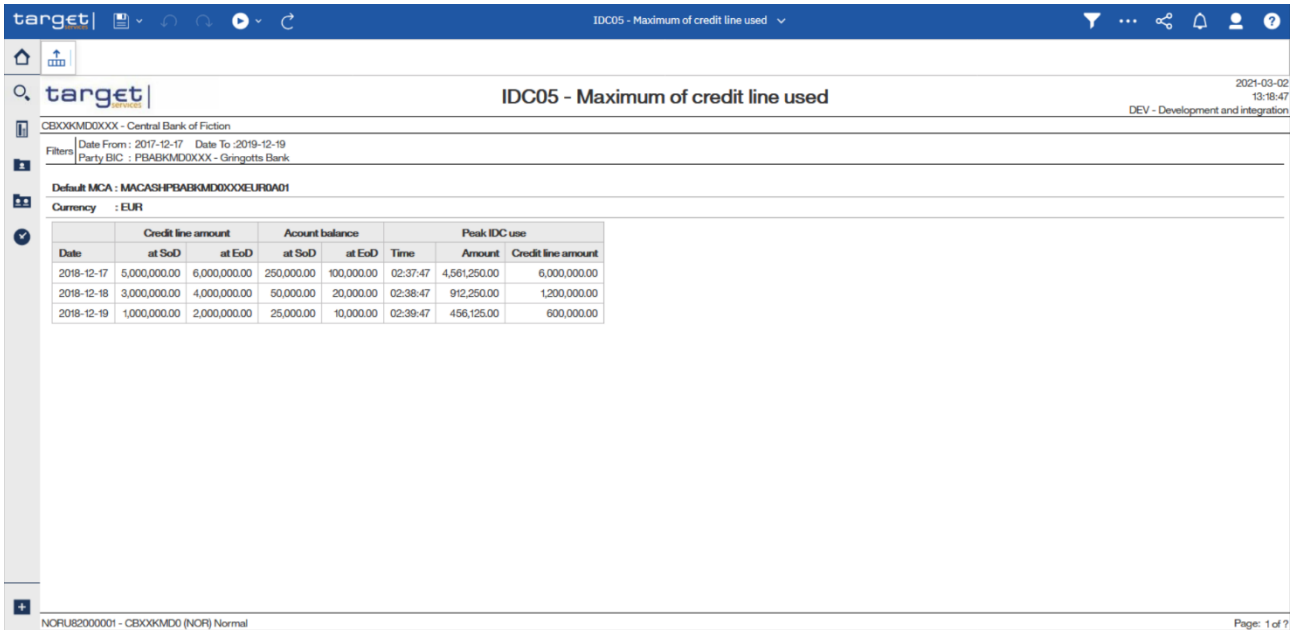 target| services IDC05 - Maximum of credit line used
target| services
IDC05 - Maximum of credit line used
2021-03-02
13:18:47
DEV - Development and integration
CBXXKMD0XXX - Central Bank of Fiction
Filters
Date From : 2017-12-17 Date To :2019-12-19
Party BIC : PBABKMD0XXX - Gringotts Bank
Default MCA : MACASHPBABKMD0XXXEUR0A01
Currency : EUR
Credit line amount Acount balance Peak IDC use
Date at SoD at EoD at SoD at EoD Time Amount Credit line amount
2018-12-17 5,000,000.00 6,000,000.00 250,000.00 100,000.00 02:37:47 4,561,250.00 6,000,000.00
2018-12-18 3,000,000.00 4,000,000.00 50,000.00 20,000.00 02:38:47 912,250.00 1,200,000.00
2018-12-19 1,000,000.00 2,000,000.00 25,000.00 10,000.00 02:39:47 456,125.00 600,000.00
NORU82000001 - CBXXKMD0 (NOR) Normal Page: 1 of ?